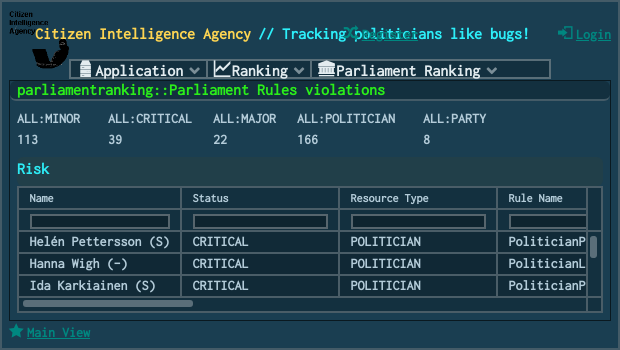 Citizen
Intelligence
Agency
Citizen Intelligence Agency // Tracking politicians like bugs!
Register
Login
Application
Ranking
Parliament Ranking
parliamentranking::Parliament Rules violations
ALL:MINOR ALL:CRITICAL ALL:MAJOR ALL:POLITICIAN ALL:PARTY
113 39 22 166 8
Risk
Name Status Resource Type Rule Name
Helén Pettersson (S) CRITICAL POLITICIAN PoliticianP
Hanna Wigh (-) CRITICAL POLITICIAN PoliticianL
Ida Karkiainen (S) CRITICAL POLITICIAN PoliticianP
Main View